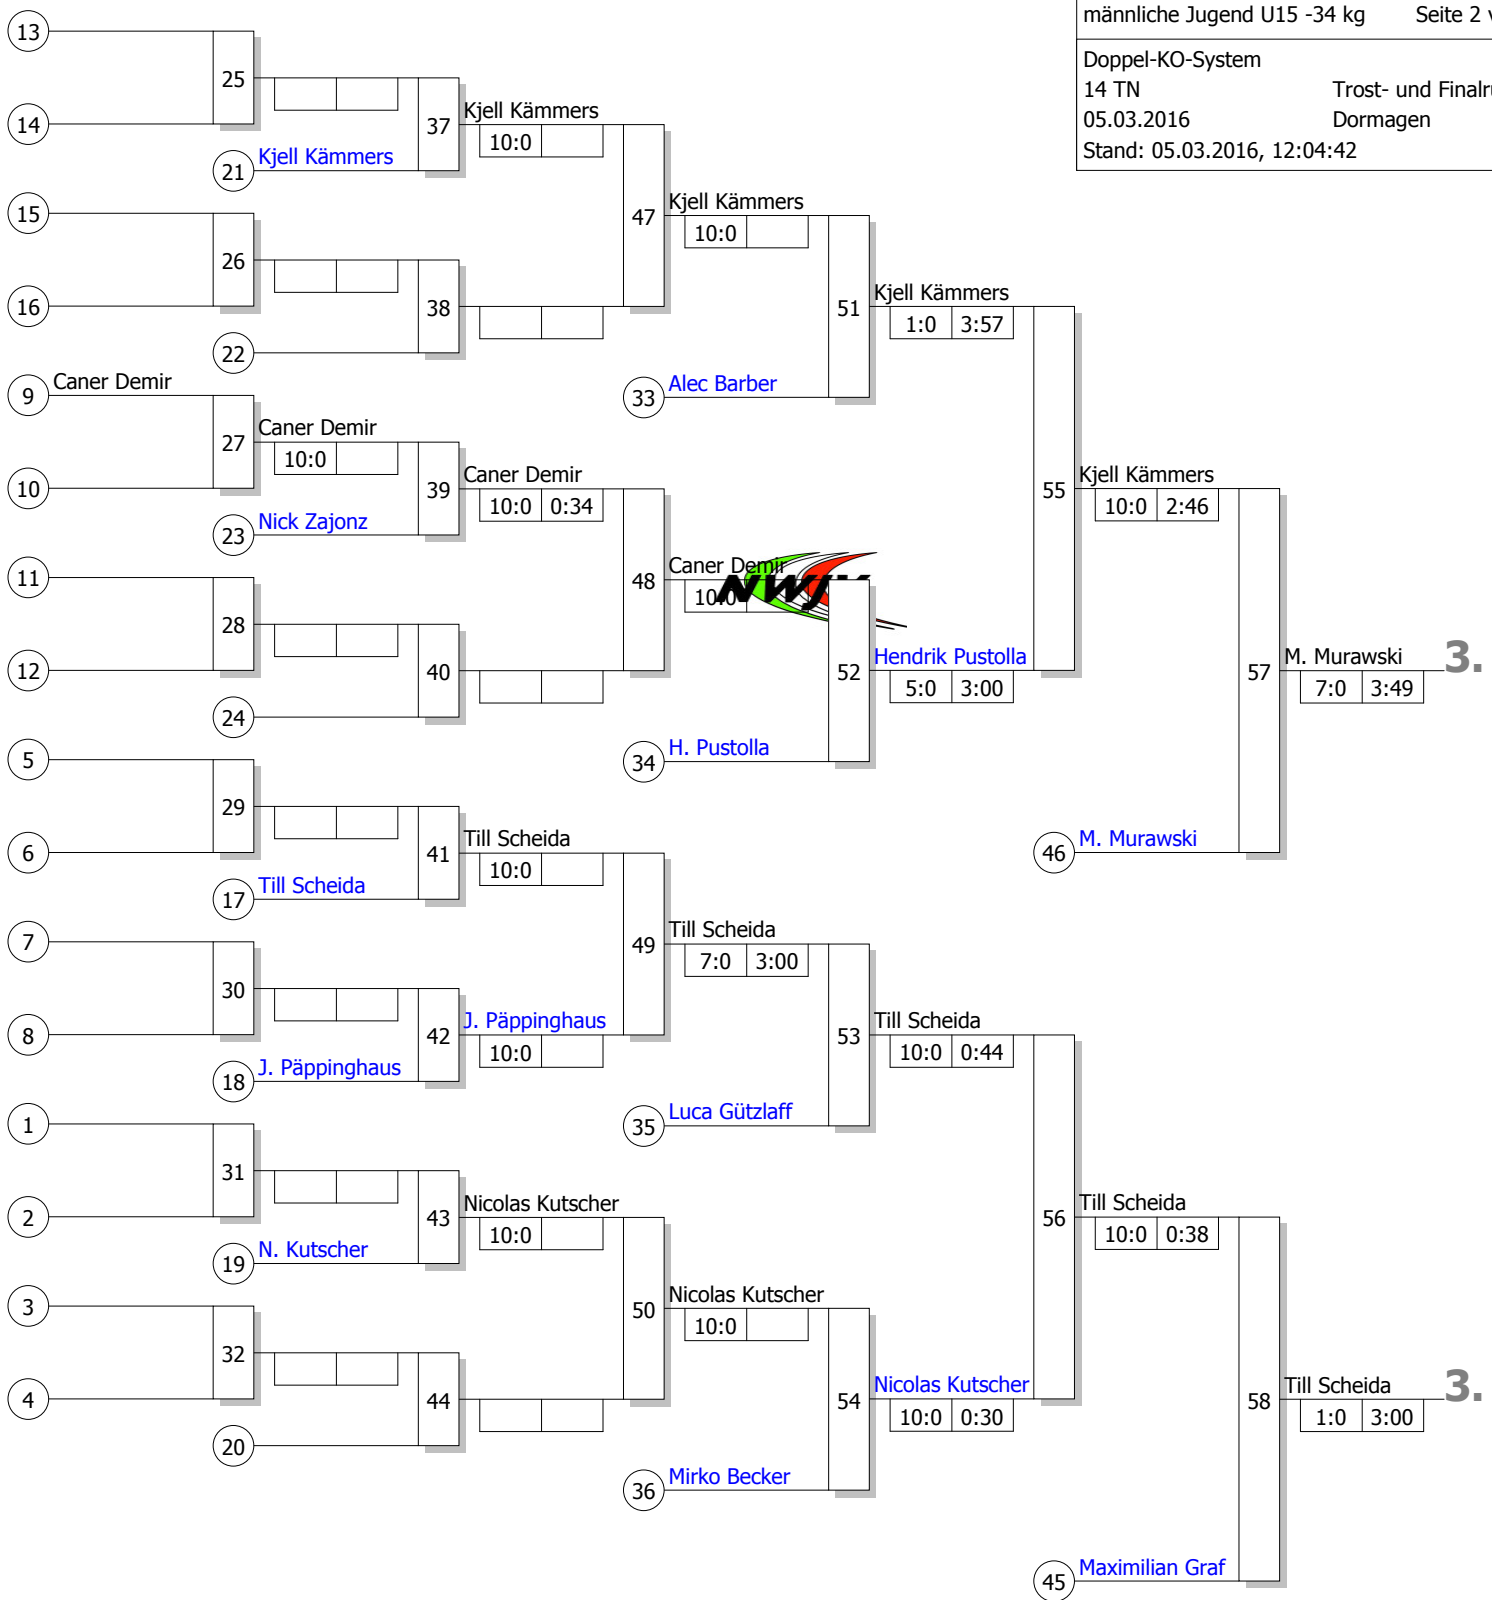 männliche Jugend U15 -34 kg Seite 2 v
Doppel-KO-System
14 TN Trost- und Finalru
05.03.2016 Dormagen
Stand: 05.03.2016, 12:04:42
13
25
14
37
Kjell Kämmers
10:0
21
Kjell Kämmers
15
47
Kjell Kämmers
10:0
26
16
38
51
Kjell Kämmers
1:0 3:57
22
9
Caner Demir
33
Alec Barber
27
Caner Demir
10:0
10
39
Caner Demir
10:0 0:34
55
Kjell Kämmers
10:0 2:46
23
Nick Zajonz
11
48
Caner Demir
10:0
NWJV
28
12
40
52
Hendrik Pustolla
5:0 3:00
57
M. Murawski
7:0 3:49
3.
24
5
34
H. Pustolla
29
6
41
Till Scheida
10:0
46
M. Murawski
17
Till Scheida
7
49
Till Scheida
7:0 3:00
30
8
42
J. Päppinghaus
10:0
53
Till Scheida
10:0 0:44
18
J. Päppinghaus
1
35
Luca Gützlaff
31
2
43
Nicolas Kutscher
10:0
56
Till Scheida
10:0 0:38
19
N. Kutscher
3
50
Nicolas Kutscher
10:0
32
4
44
54
Nicolas Kutscher
10:0 0:30
58
Till Scheida
1:0 3:00
3.
20
36
Mirko Becker
45
Maximilian Graf